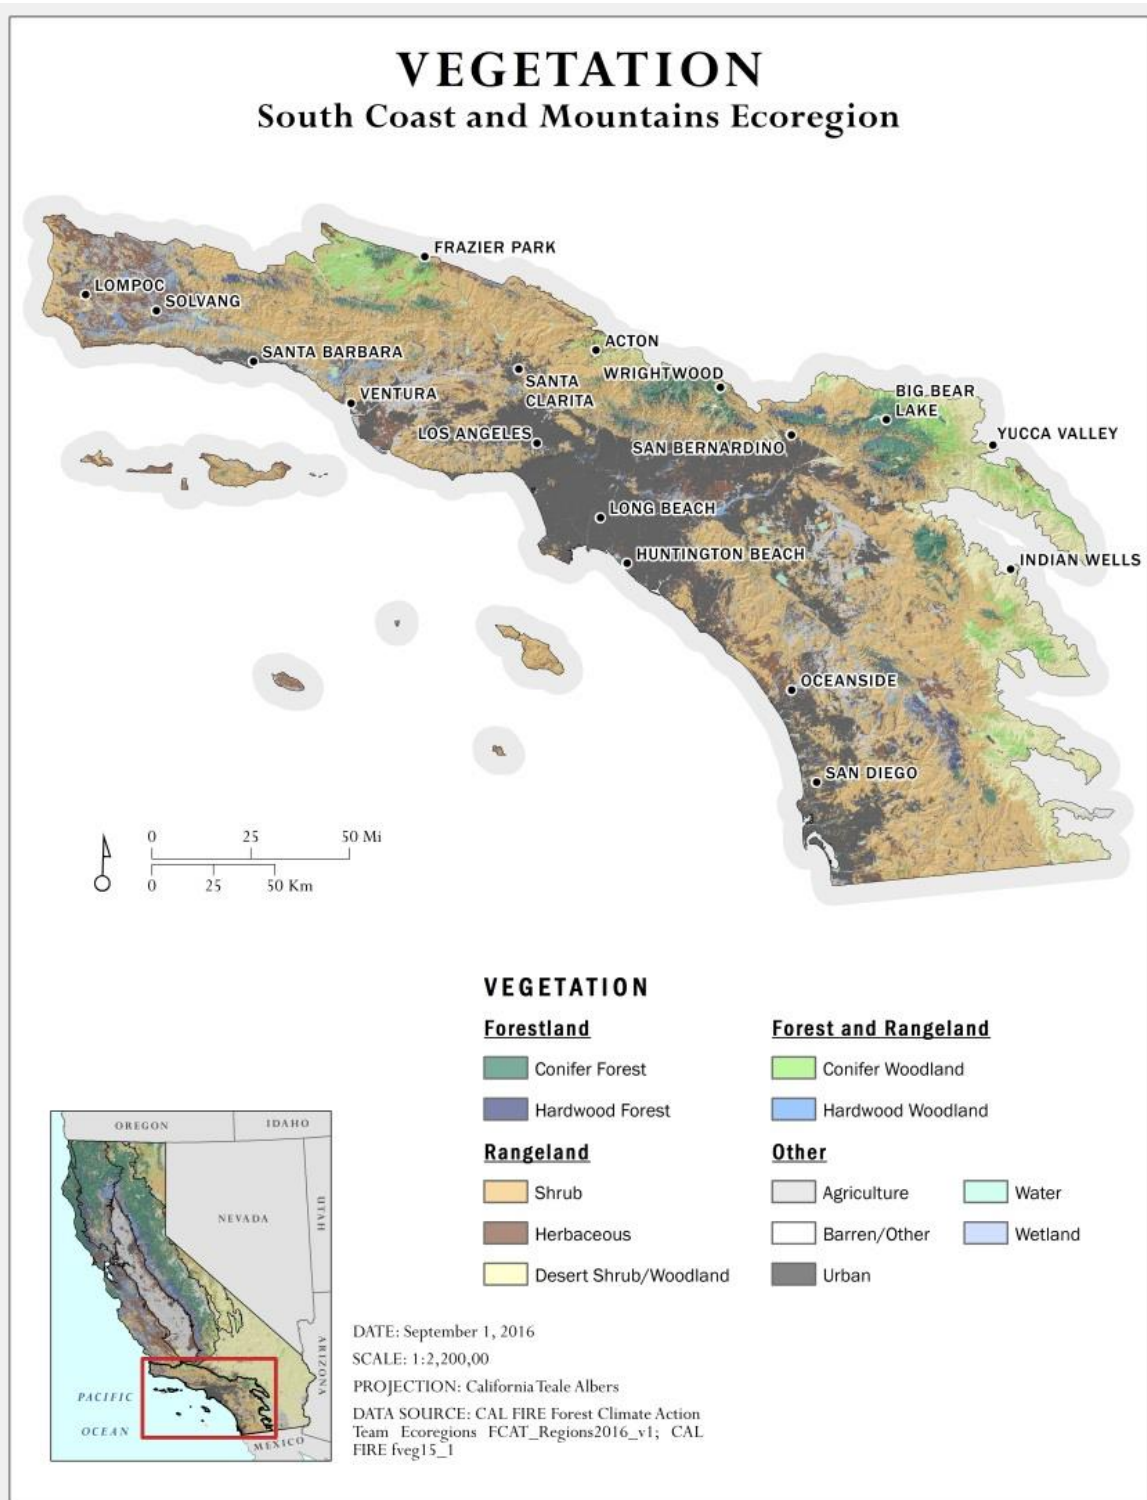 VEGETATION
South Coast and Mountains Ecoregion
FRAZIER PARK
LOMPOC
SOLVANG
SANTA BARBARA
ACTON
WRIGHTWOOD
SANTA
CLARITA
BIG BEAR
LAKE
VENTURA
LOS ANGELES
SAN BERNARDINO
YUCCA VALLEY
LONG BEACH
HUNTINGTON BEACH
INDIAN WELLS
OCEANSIDE
SAN DIEGO
0 25 50 Mi
0 25 50 Km
VEGETATION
Forestland
Conifer Forest
Hardwood Forest
Forest and Rangeland
Conifer Woodland
Hardwood Woodland
Rangeland
Shrub
Herbaceous
Desert Shrub/Woodland
Other
Agriculture
Barren/Other
Urban
Water
Wetland
OREGON
IDAHO
NEVADA
UTAH
ARIZONA
PACIFIC
OCEAN
MEXICO
DATE: September 1, 2016
SCALE: 1:2,200,00
PROJECTION: California Teale Albers
DATA SOURCE: CAL FIRE Forest Climate Action
Team Ecoregions FCAT_Regions2016_v1; CAL
FIRE fveg15_1